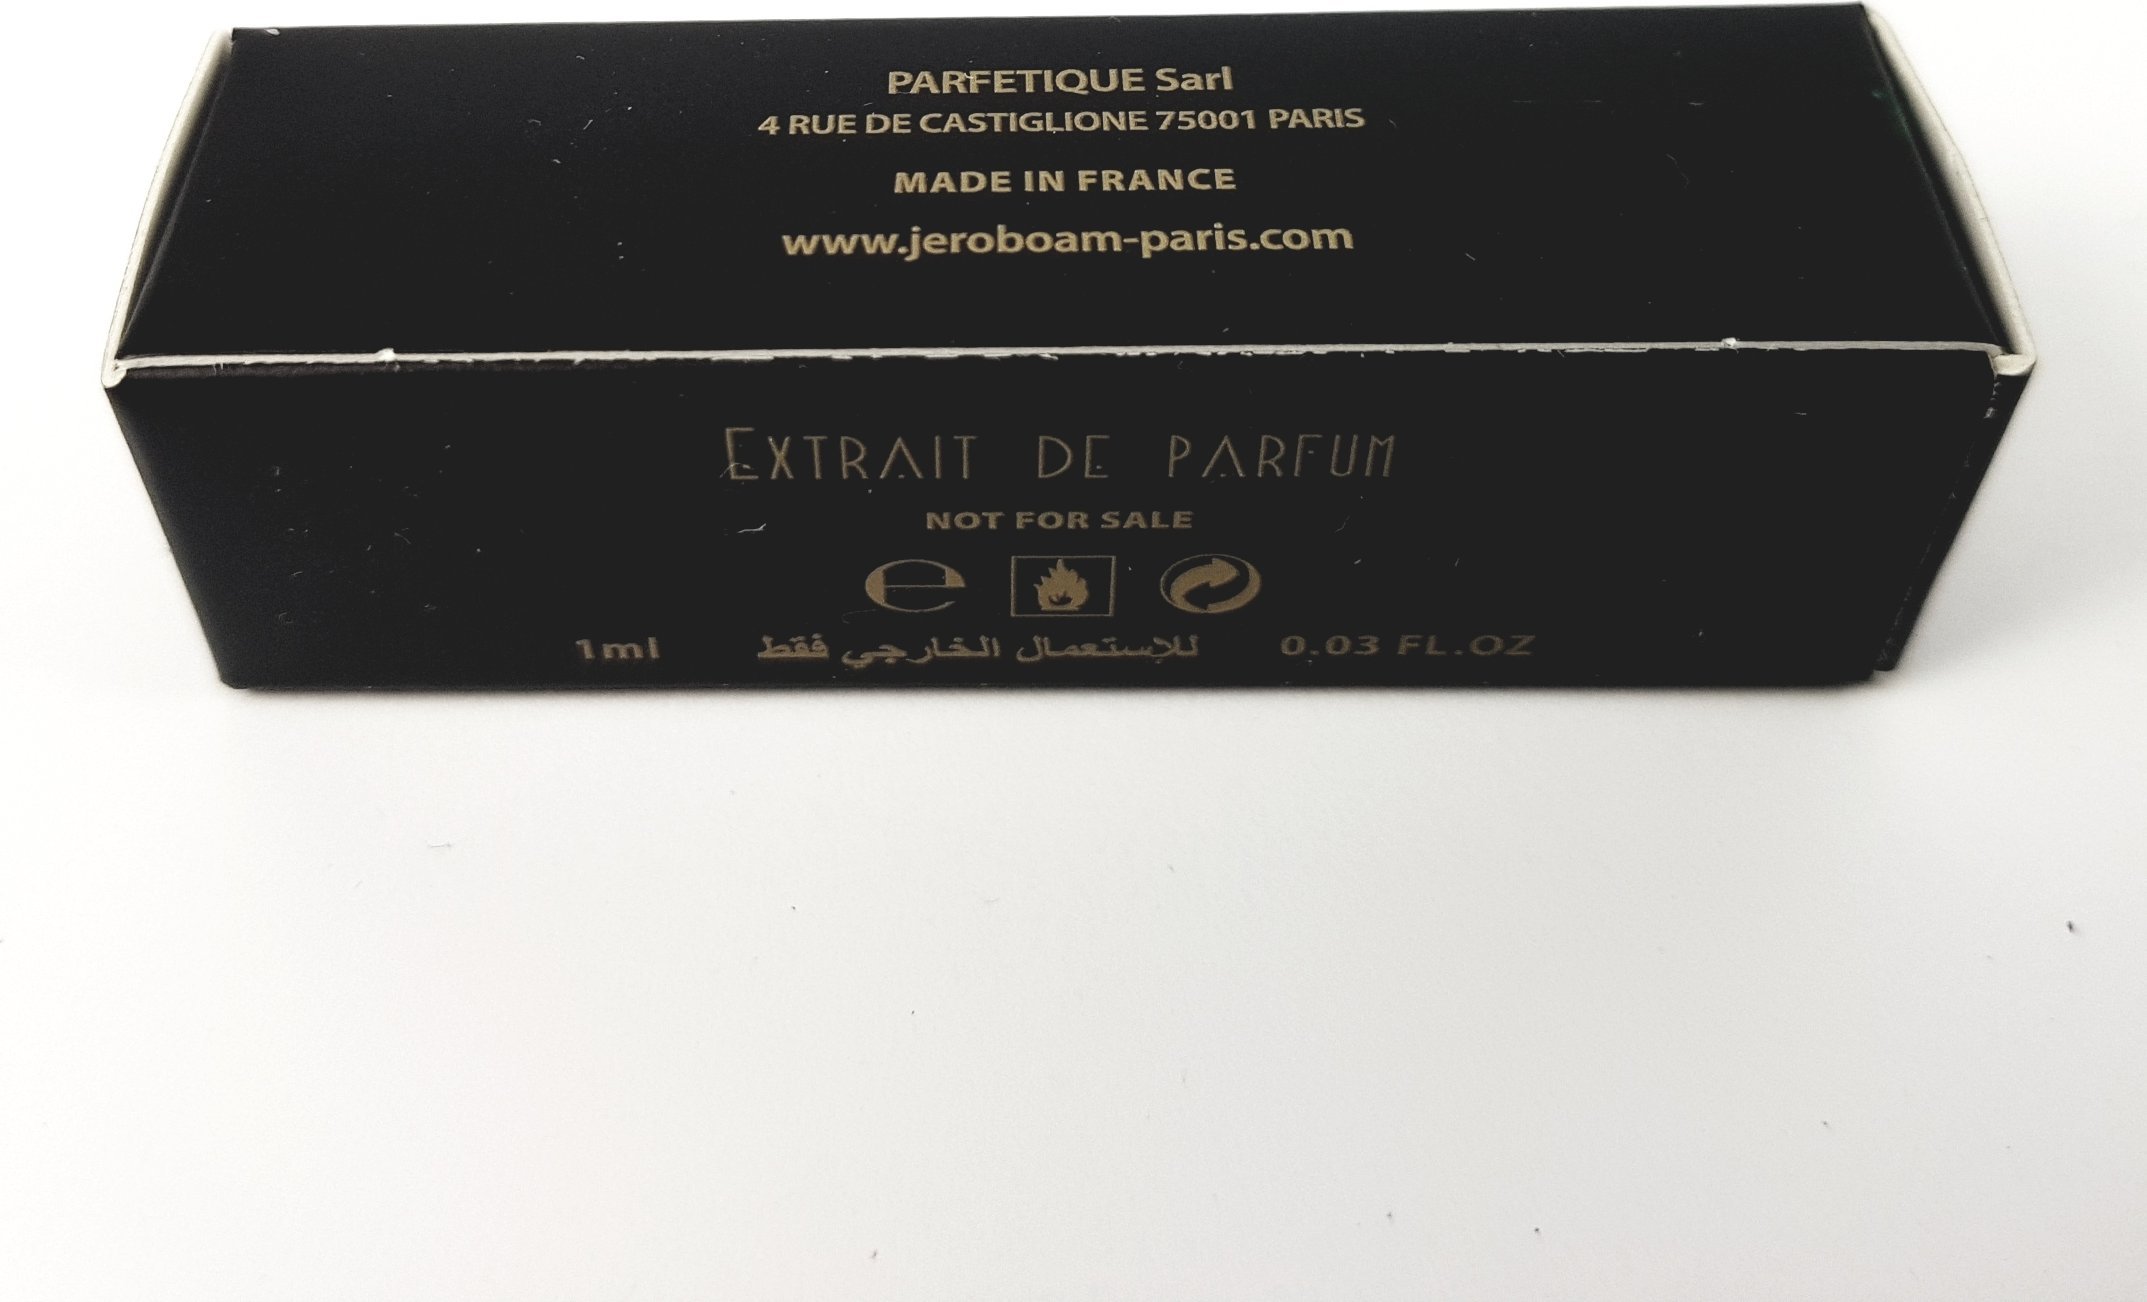 PARFETIQUE Sarl
4 RUE DE CASTIGLIONE 75001 PARIS
MADE IN FRANCE
www.jeroboam-paris.com
EXTRAIT DE PARFUM
NOT FOR SALE
e
1ml للإستعمال الخارجي فقط 0.03 FL.OZ